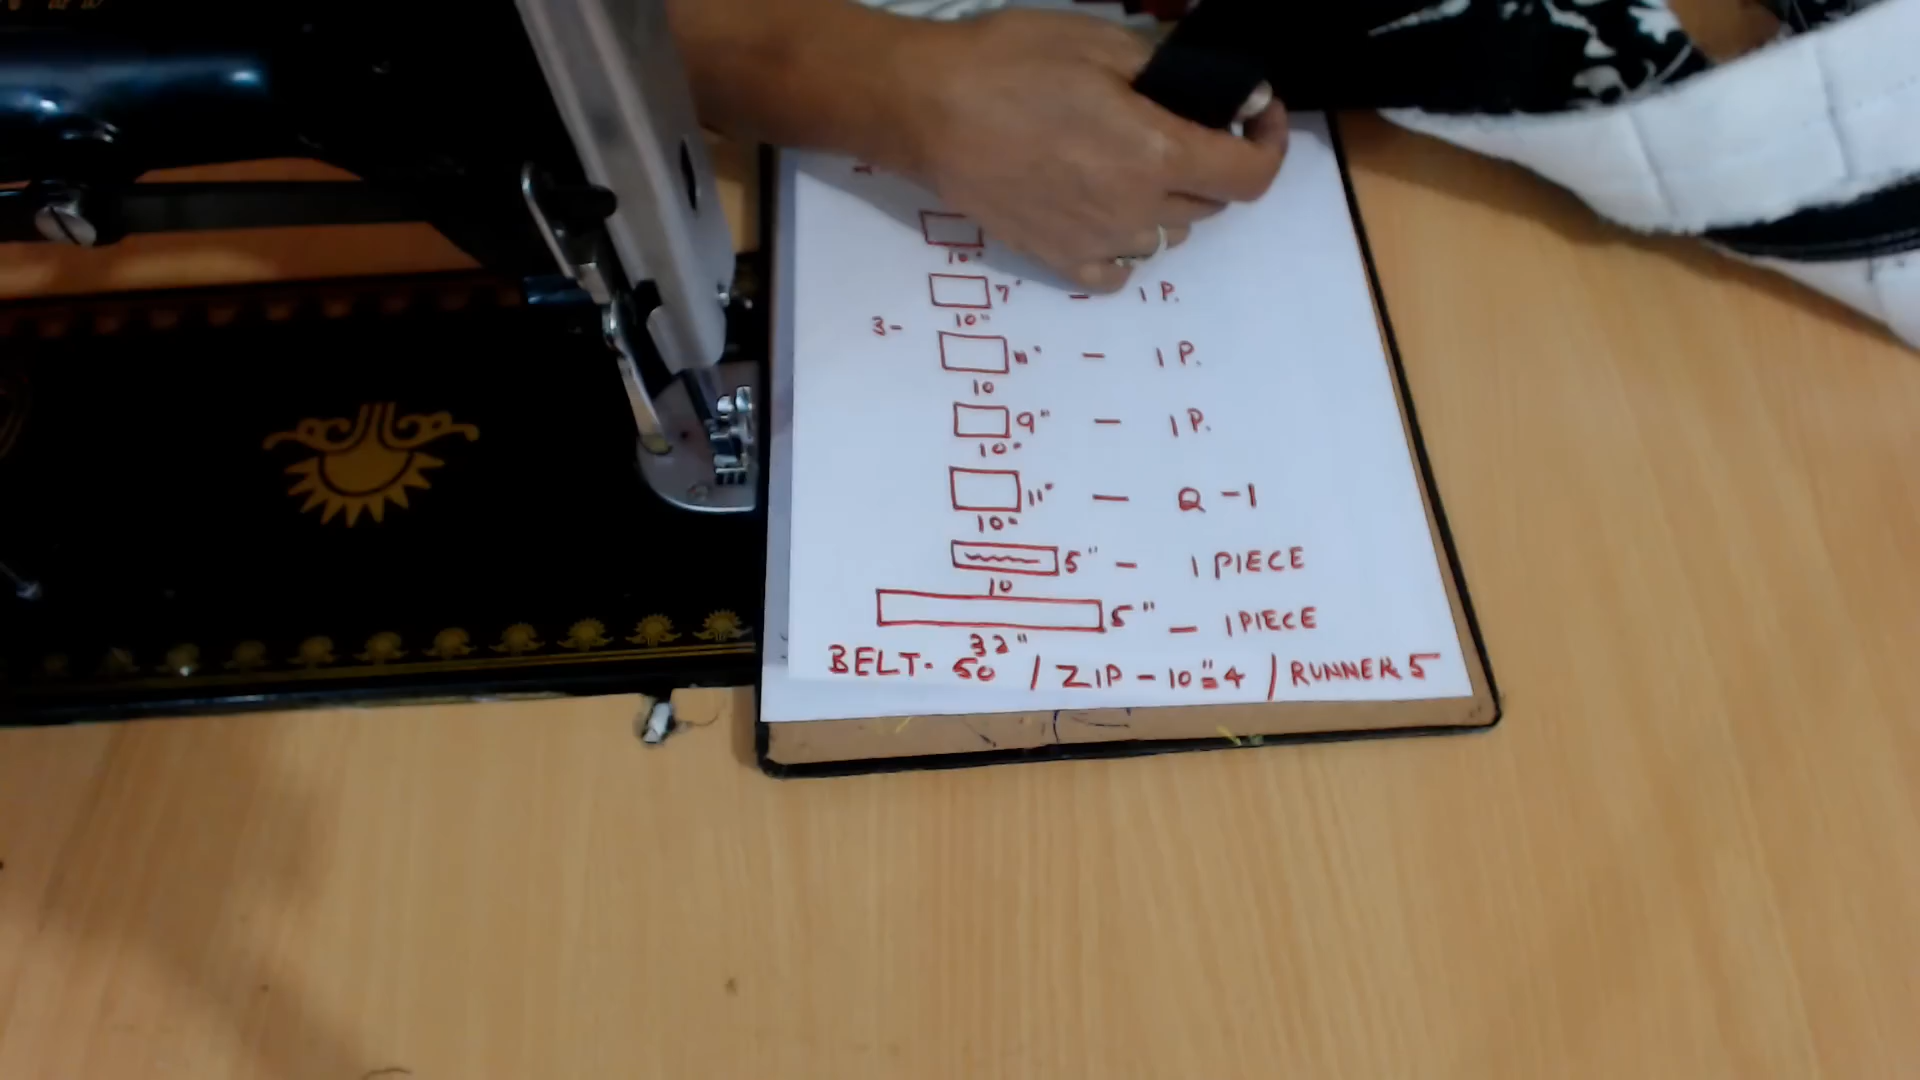 10"
7" — 1 P.
10"
3-
— 1 P.
10
9" — 1 P.
10"
11" — Q -1
10"
5" — 1 PIECE
10
5" — 1 PIECE
32"
BELT- 50 / ZIP - 10"=4 / RUNNER 5